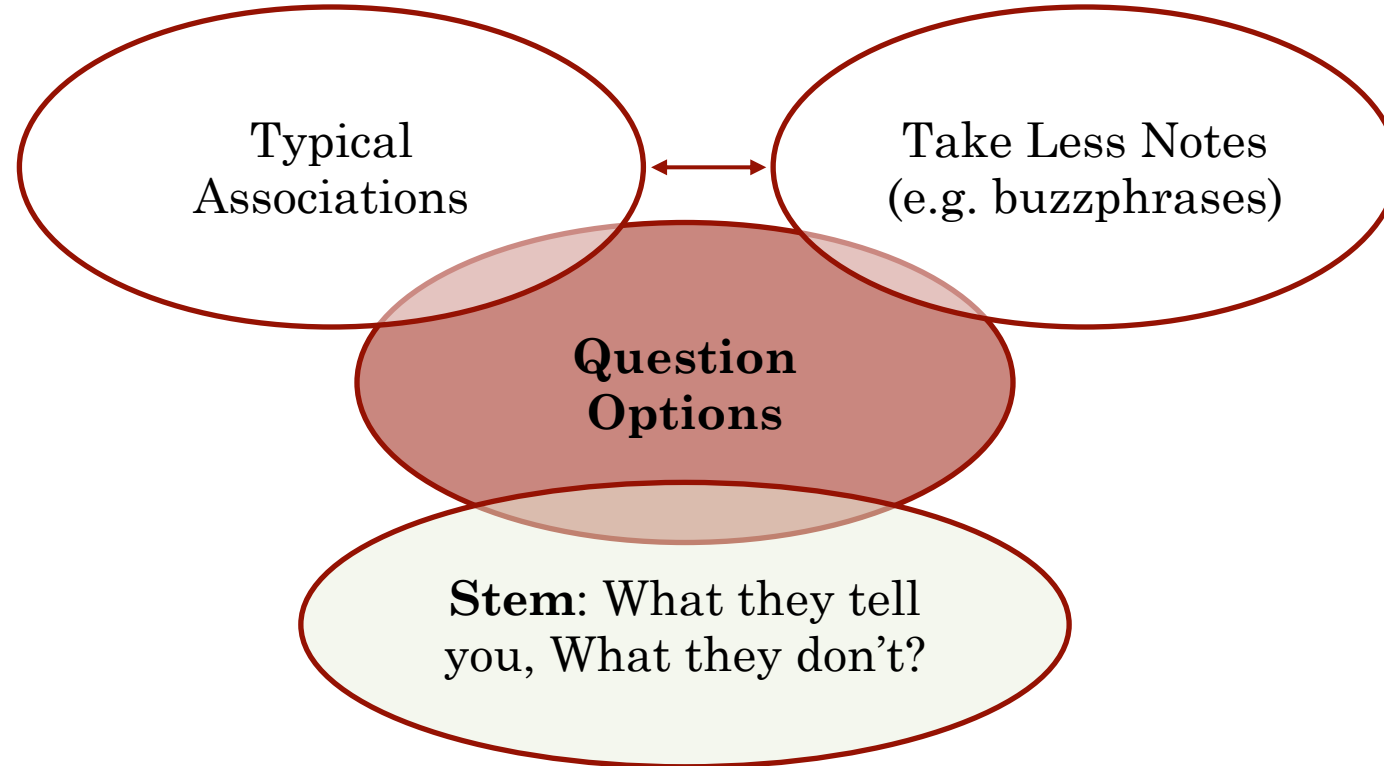 Typical
Associations
Take Less Notes
(e.g. buzzphrases)
Question
Options
Stem: What they tell
you, What they don’t?